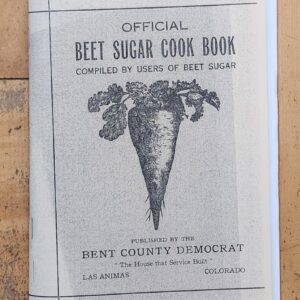 OFFICIAL
BEET SUGAR COOK BOOK
COMPILED BY USERS OF BEET SUGAR
PUBLISHED BY THE
BENT COUNTY DEMOCRAT
"The House that Service Built"
LAS ANIMAS COLORADO